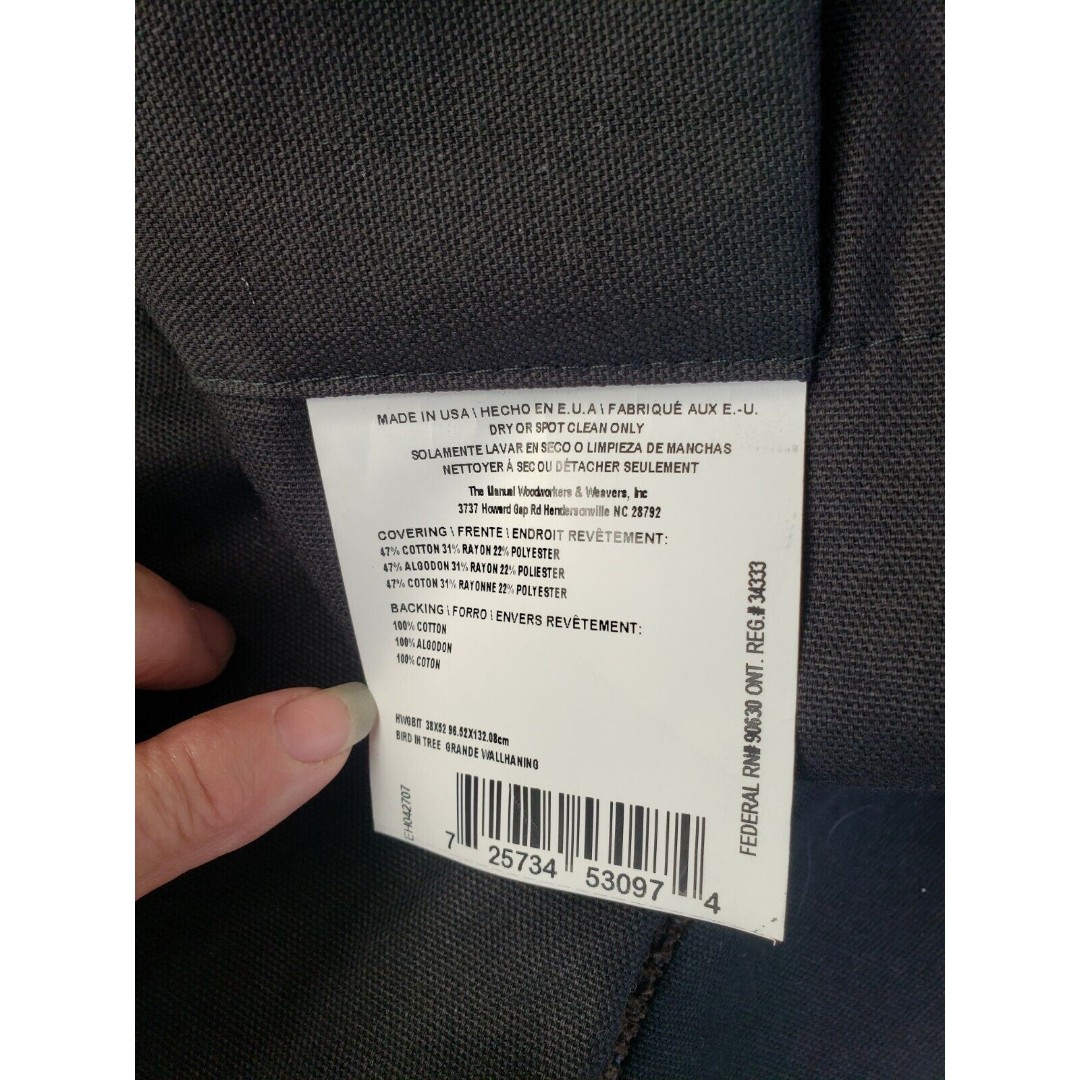 MADE IN USA \ HECHO EN E.U.A \ FABRIQUÉ AUX E.-U.
DRY OR SPOT CLEAN ONLY
SOLAMENTE LAVAR EN SECO O LIMPIEZA DE MANCHAS
NETTOYER Á SEC OU DÉTACHER SEULEMENT
The Manual Woodworkers & Weavers, Inc
3737 Howard Gap Rd Hendersonville NC 28792
COVERING \ FRENTE \ ENDROIT REVÊTEMENT:
47% COTTON 31% RAYON 22% POLYESTER
47% ALGODON 31% RAYON 22% POLIESTER
47% COTON 31% RAYONNE 22% POLYESTER
BACKING \ FORRO \ ENVERS REVÊTEMENT:
100% COTTON
100% ALGODON
100% COTON
HWGBIT 38X52 96.52X132.08cm
BIRD IN TREE GRANDE WALLHANING
EH042707
7 25734 53097 4
FEDERAL RN# 90630 ONT. REG.# 34333